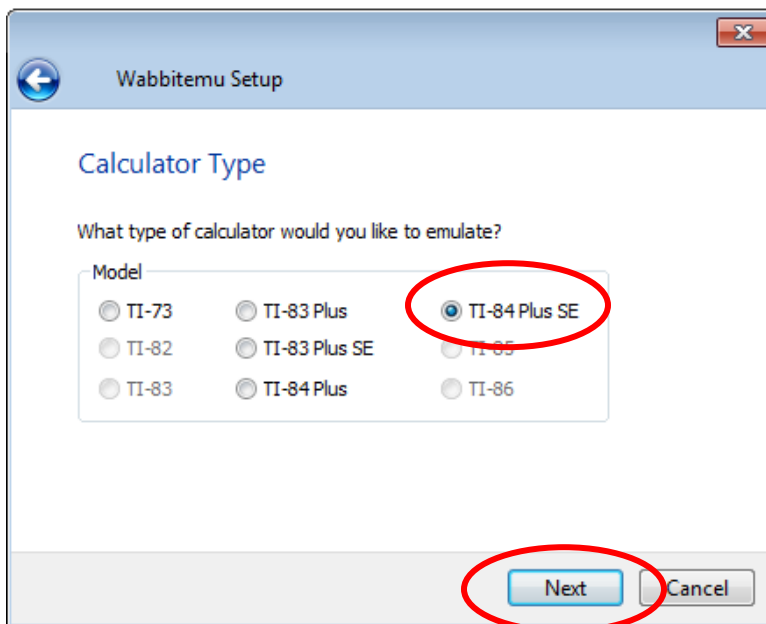 Wabbitemu Setup
Calculator Type
What type of calculator would you like to emulate?
Model
TI-73 TI-83 Plus TI-84 Plus SE
TI-82 TI-83 Plus SE TI-85
TI-83 TI-84 Plus TI-86
Next Cancel